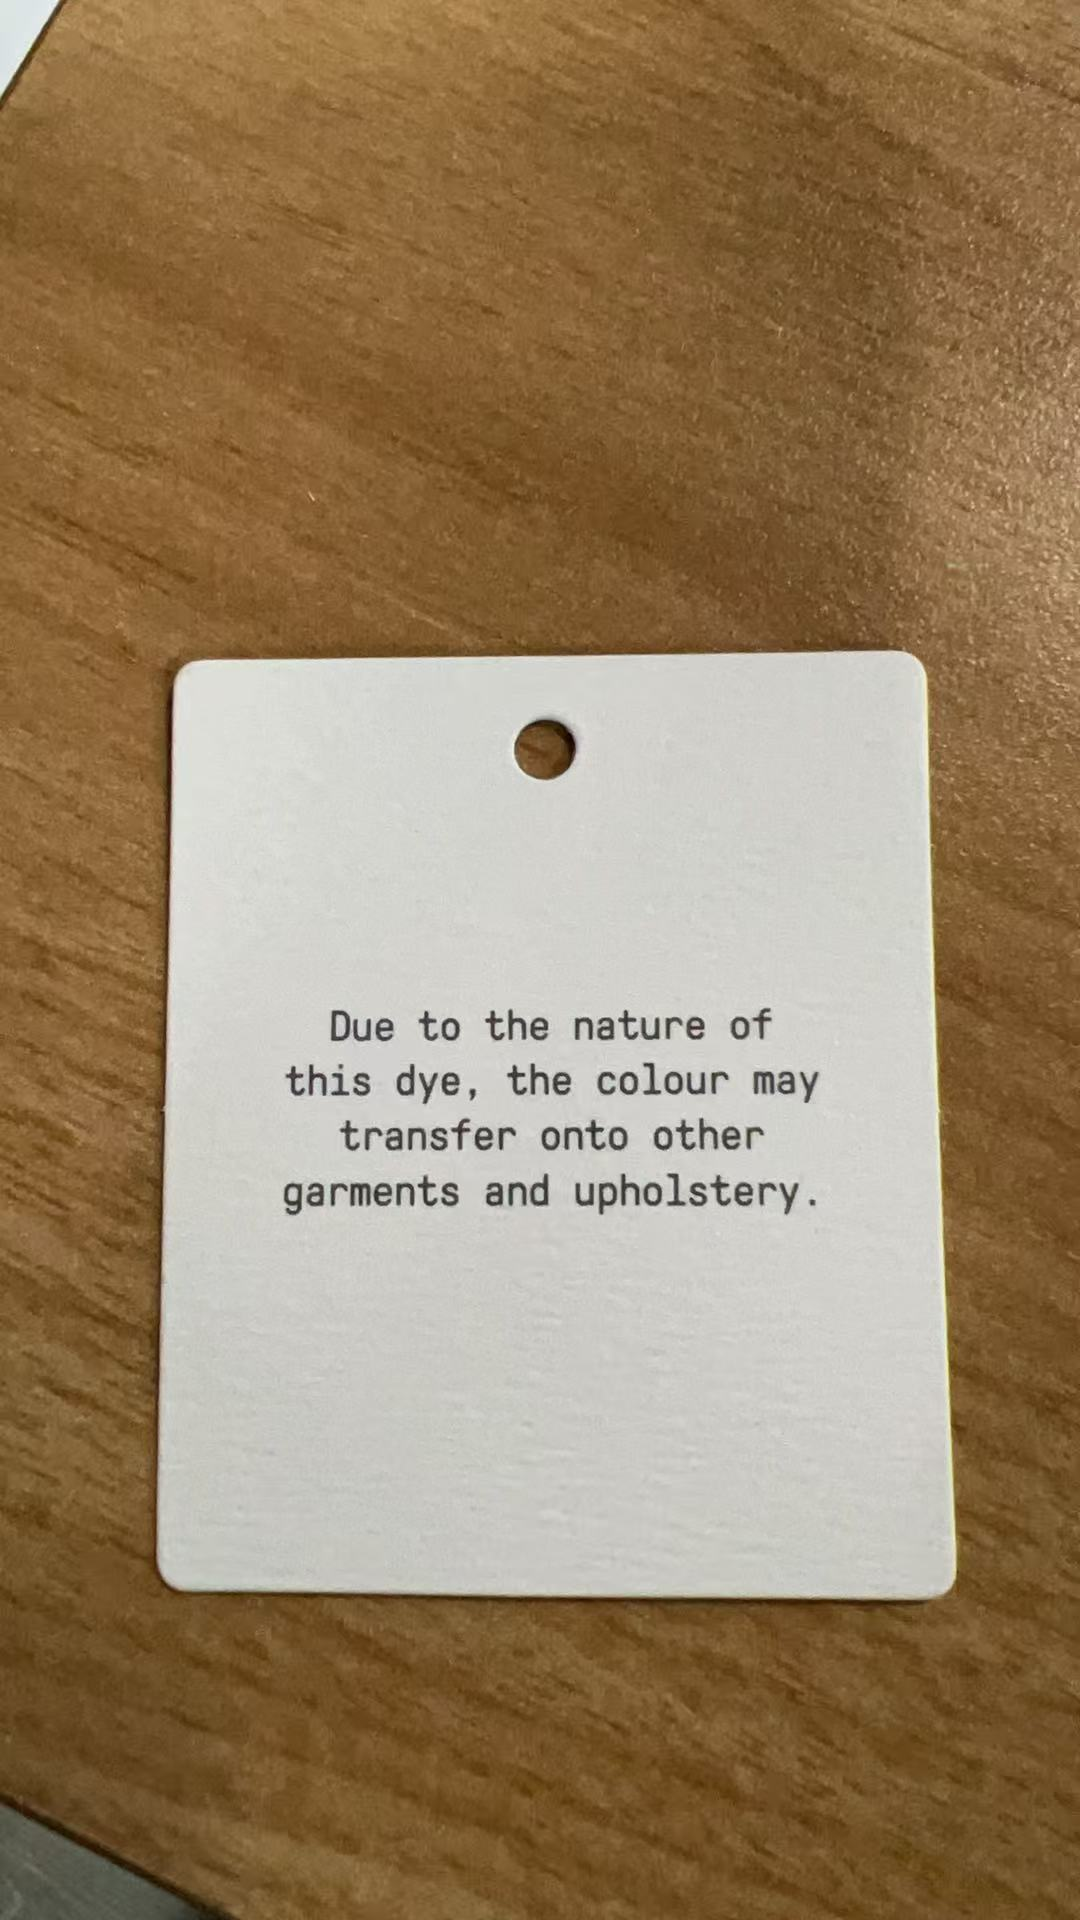 Due to the nature of
this dye, the colour may
transfer onto other
garments and upholstery.